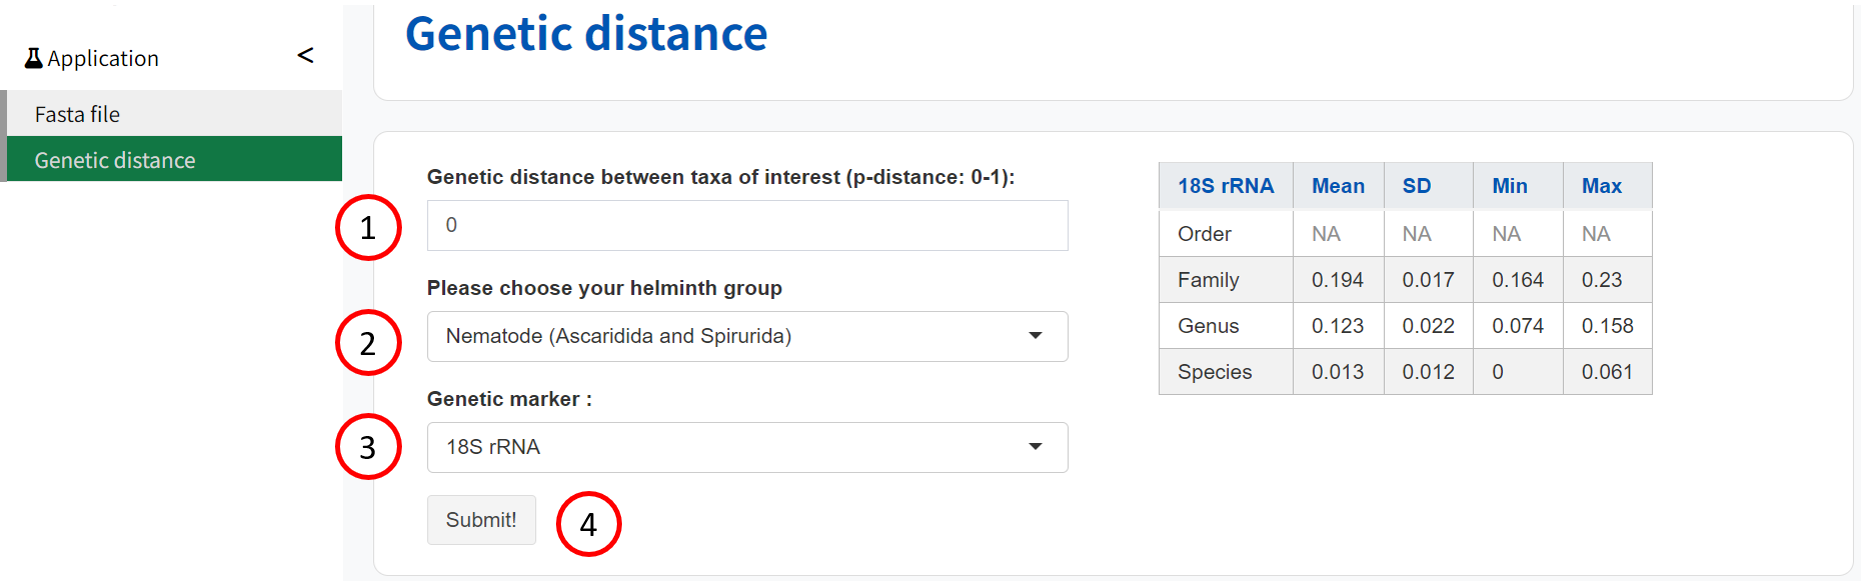 Genetic distance
Application <
Fasta file
Genetic distance
Genetic distance between taxa of interest (p-distance: 0-1):
1
0
Please choose your helminth group
2
Nematode (Ascaridida and Spirurida)
Genetic marker :
3
18S rRNA
Submit!
4
18S rRNA Mean SD Min Max
Order NA NA NA NA
Family 0.194 0.017 0.164 0.23
Genus 0.123 0.022 0.074 0.158
Species 0.013 0.012 0 0.061